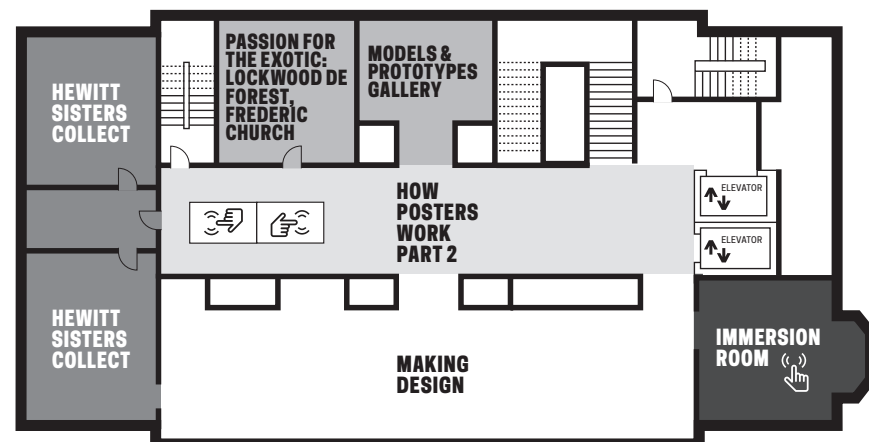 HEWITT
SISTERS
COLLECT
PASSION FOR
THE EXOTIC:
LOCKWOOD DE
FOREST,
FREDERIC
CHURCH
MODELS &
PROTOTYPES
GALLERY
HOW
POSTERS
WORK
PART 2
ELEVATOR
ELEVATOR
HEWITT
SISTERS
COLLECT
MAKING
DESIGN
IMMERSION
ROOM